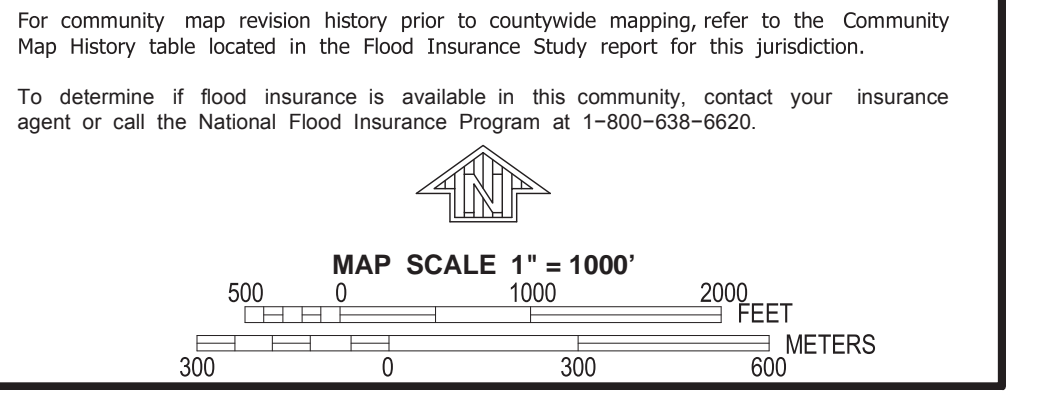 For community map revision history prior to countywide mapping, refer to the Community
Map History table located in the Flood Insurance Study report for this jurisdiction.
To determine if flood insurance is available in this community, contact your insurance
agent or call the National Flood Insurance Program at 1−800−638−6620.
N
MAP SCALE 1" = 1000’
500 0 1000 2000
FEET
METERS
300 0 300 600